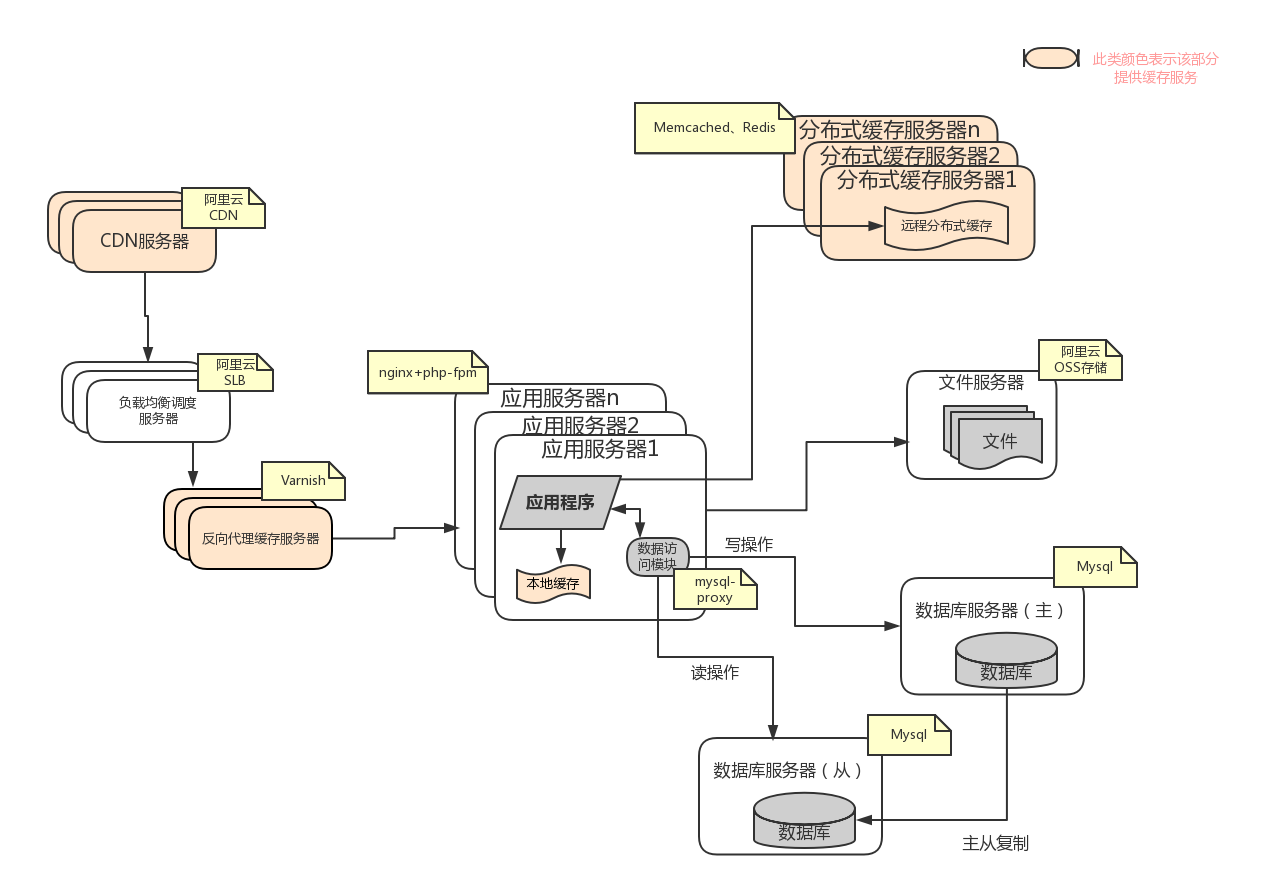 此类颜色表示该部分
提供缓存服务
Memcached、Redis
分布式缓存服务器n
分布式缓存服务器2
分布式缓存服务器1
远程分布式缓存
阿里云
CDN
CDN服务器
阿里云
SLB
负载均衡调度
服务器
Varnish
反向代理缓存服务器
nginx+php-fpm
应用服务器n
应用服务器2
应用服务器1
应用程序
数据访
问模块
本地缓存
mysql-
proxy
阿里云
OSS存储
文件服务器
文件
写操作
读操作
Mysql
数据库服务器（主）
数据库
Mysql
数据库服务器（从）
数据库
主从复制